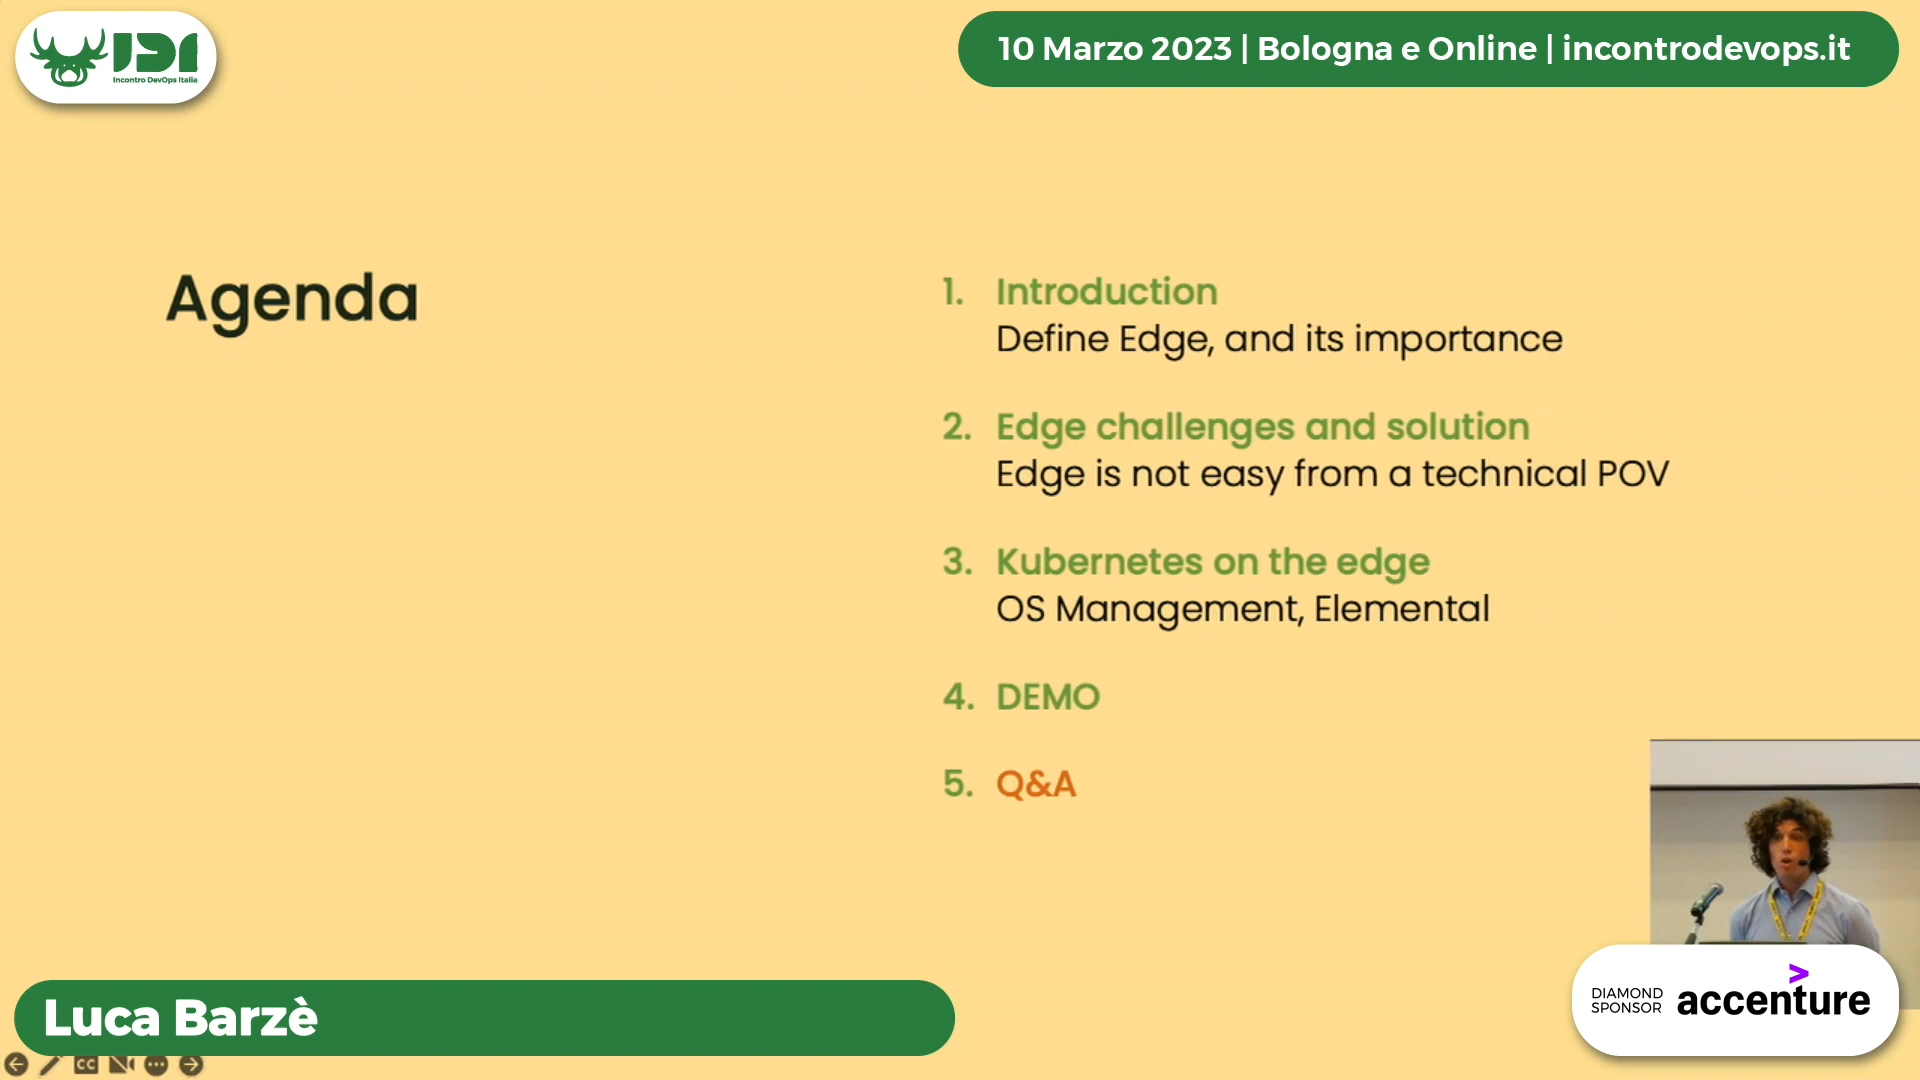 IDI
Incontro DevOps Italia
10 Marzo 2023 | Bologna e Online | incontrodevops.it
Agenda
1. Introduction
Define Edge, and its importance
2. Edge challenges and solution
Edge is not easy from a technical POV
3. Kubernetes on the edge
OS Management, Elemental
4. DEMO
5. Q&A
Luca Barzè
DIAMOND
SPONSOR
accenture
CC